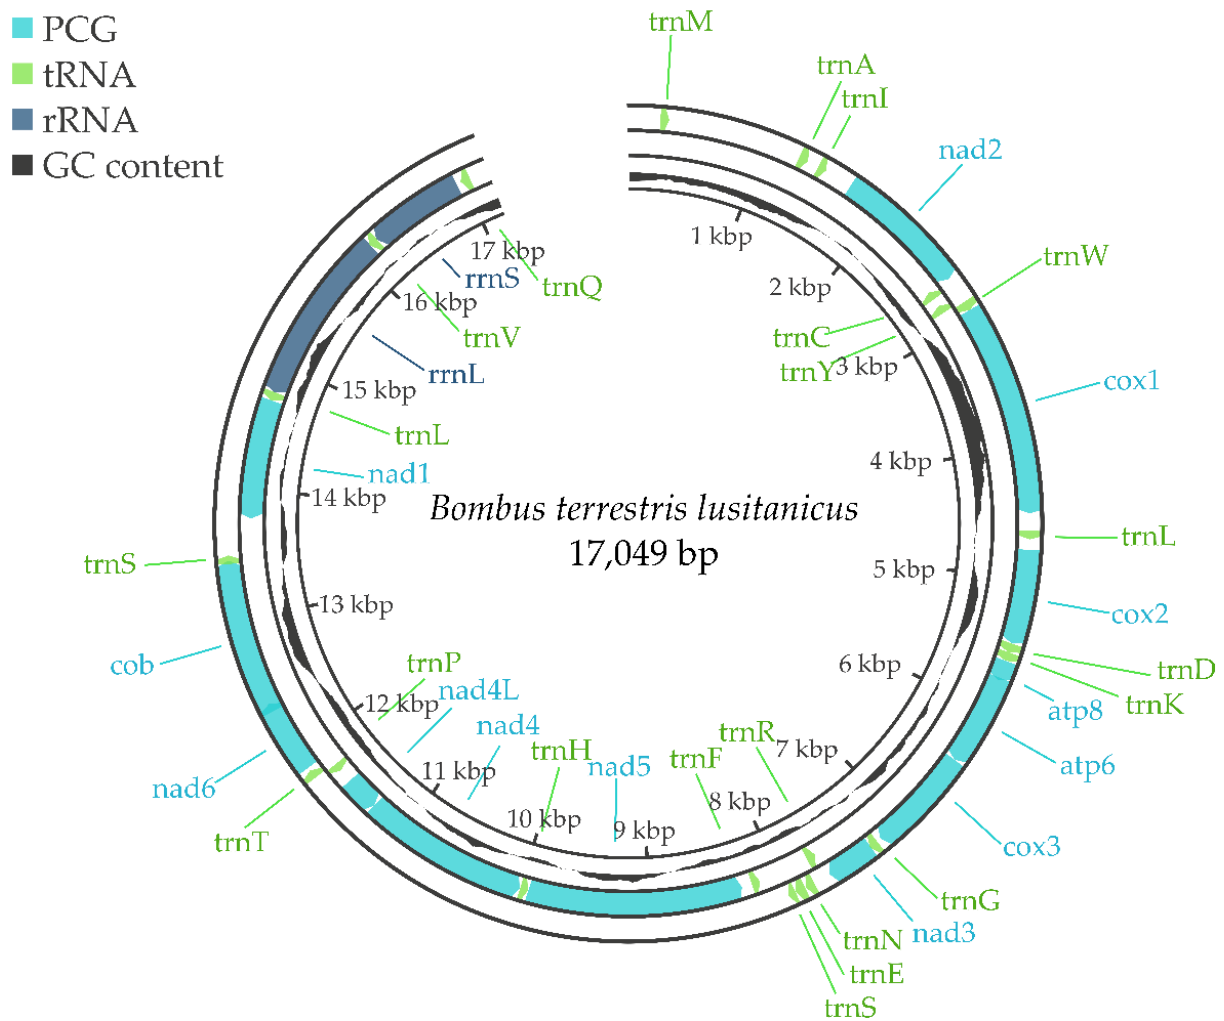 PCG
tRNA
rRNA
GC content
trnM
trnA
trnI
nad2
trnW
cox1
trnL
cox2
trnD
trnK
atp8
atp6
cox3
trnG
nad3
trnN
trnE
trnS
trnR
trnF
nad5
trnH
nad4
nad4L
trnP
trnT
nad6
cob
trnS
nad1
trnL
rrnL
trnV
rrnS
trnQ
trnC
trnY
1 kbp
2 kbp
3 kbp
4 kbp
5 kbp
6 kbp
7 kbp
8 kbp
9 kbp
10 kbp
11 kbp
12 kbp
13 kbp
14 kbp
15 kbp
16 kbp
17 kbp
Bombus terrestris lusitanicus
17,049 bp